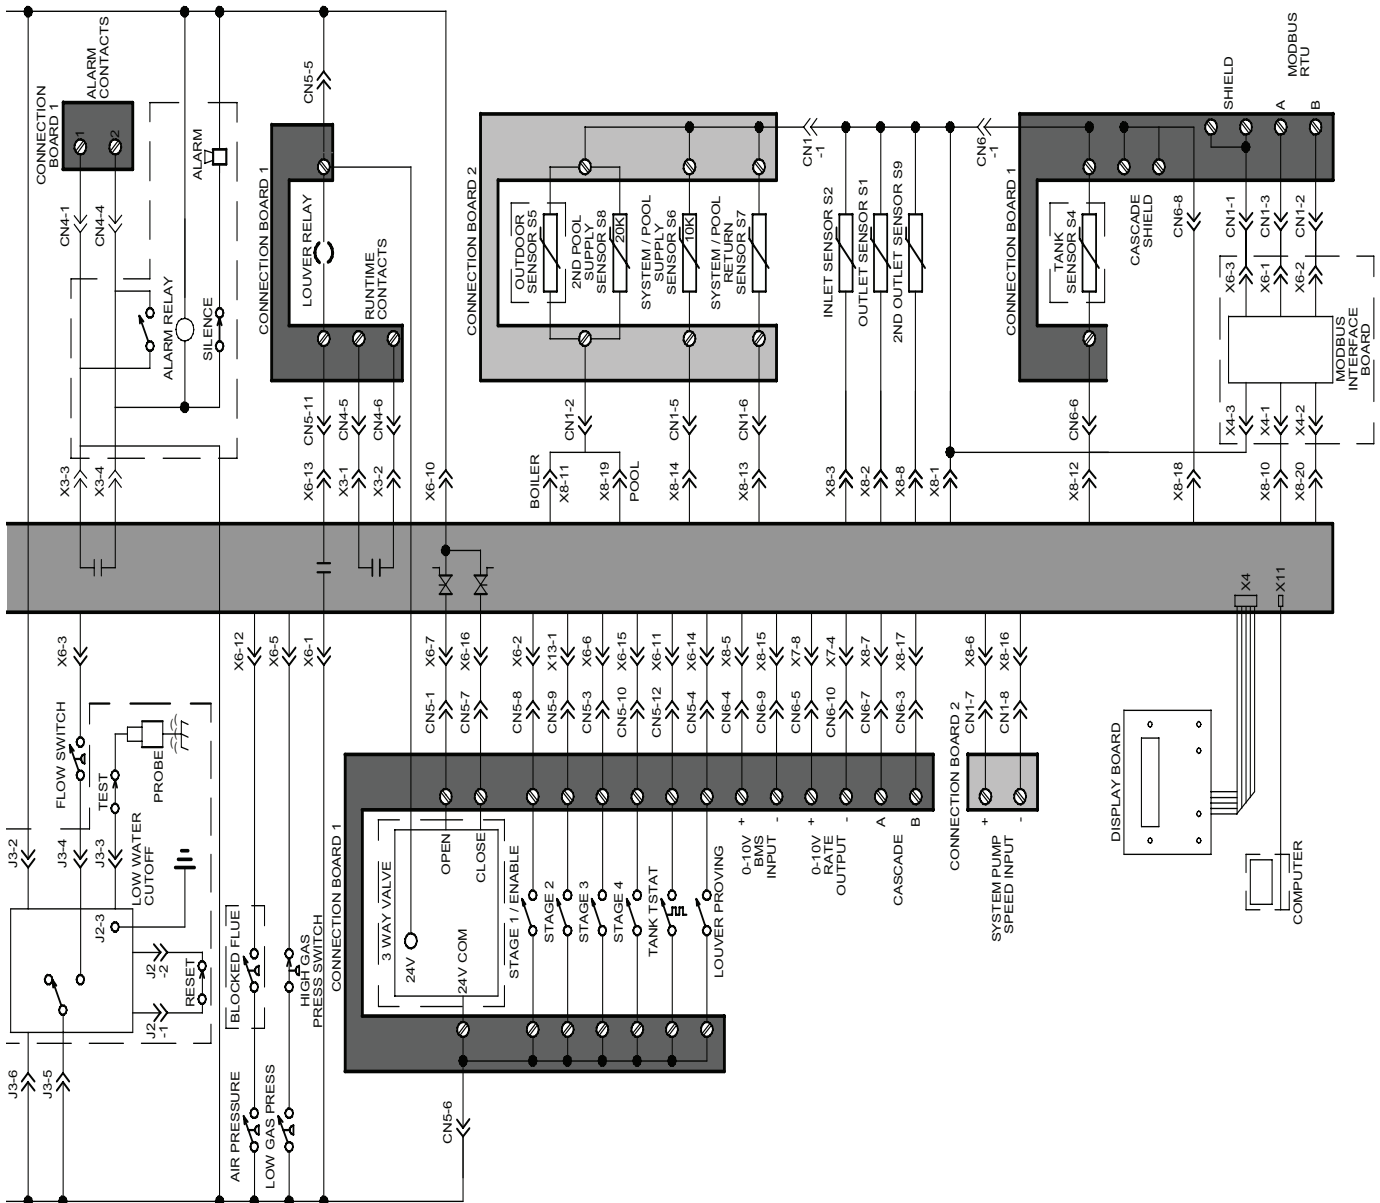 CONNECTION
BOARD 1
ALARM
CONTACTS
1
2
CN4-1
CN4-4
ALARM
ALARM RELAY
SILENCE
X3-3
X3-4
CN5-5
CONNECTION BOARD 1
LOUVER RELAY
RUNTIME
CONTACTS
CN5-11
CN4-5
CN4-6
X6-13
X3-1
X3-2
X6-10
CONNECTION BOARD 2
OUTDOOR
SENSOR S5
2ND POOL
SUPPLY
SENSOR S8
20K
SYSTEM / POOL
SUPPLY
SENSOR S6
10K
SYSTEM / POOL
RETURN
SENSOR S7
CN1
-1
CN1-2
CN1-5
CN1-6
BOILER
X8-11
X8-19
POOL
X8-14
X8-13
INLET SENSOR S2
OUTLET SENSOR S1
2ND OUTLET SENSOR S9
X8-3
X8-2
X8-8
X8-1
CN6
-1
CONNECTION BOARD 1
TANK
SENSOR S4
CASCADE
SHIELD
CN6-6
X8-12
CN6-8
X8-18
SHIELD
A
B
MODBUS
RTU
CN1-1
CN1-3
CN1-2
X6-3
X6-1
X6-2
MODBUS
INTERFACE
BOARD
X4-3
X4-1
X4-2
X8-10
X8-20
X4
X11
X6-3
X6-12
X6-5
X6-1
X6-7
X6-16
X6-2
X13-1
X6-6
X6-15
X6-11
X6-14
X8-5
X8-15
X7-8
X7-4
X8-7
X8-17
X8-6
X8-16
CN5-1
CN5-7
CN5-8
CN5-9
CN5-3
CN5-10
CN5-12
CN5-4
CN6-4
CN6-9
CN6-5
CN6-10
CN6-7
CN6-3
CN1-7
CN1-8
FLOW SWITCH
TEST
PROBE
J3-2
J3-4
J3-3
LOW WATER
CUTOFF
J2-3
J2
-2
J2
-1
RESET
J3-6
J3-5
BLOCKED FLUE
HIGH GAS
PRESS SWITCH
AIR PRESSURE
LOW GAS PRESS
CONNECTION BOARD 1
3 WAY VALVE
24V
OPEN
CLOSE
24V COM
STAGE 1 / ENABLE
STAGE 2
STAGE 3
STAGE 4
TANK TSTAT
LOUVER PROVING
CN5-6
+
-
0-10V
BMS
INPUT
+
-
0-10V
RATE
OUTPUT
A
B
CASCADE
CONNECTION BOARD 2
+
-
SYSTEM PUMP
SPEED INPUT
DISPLAY BOARD
COMPUTER